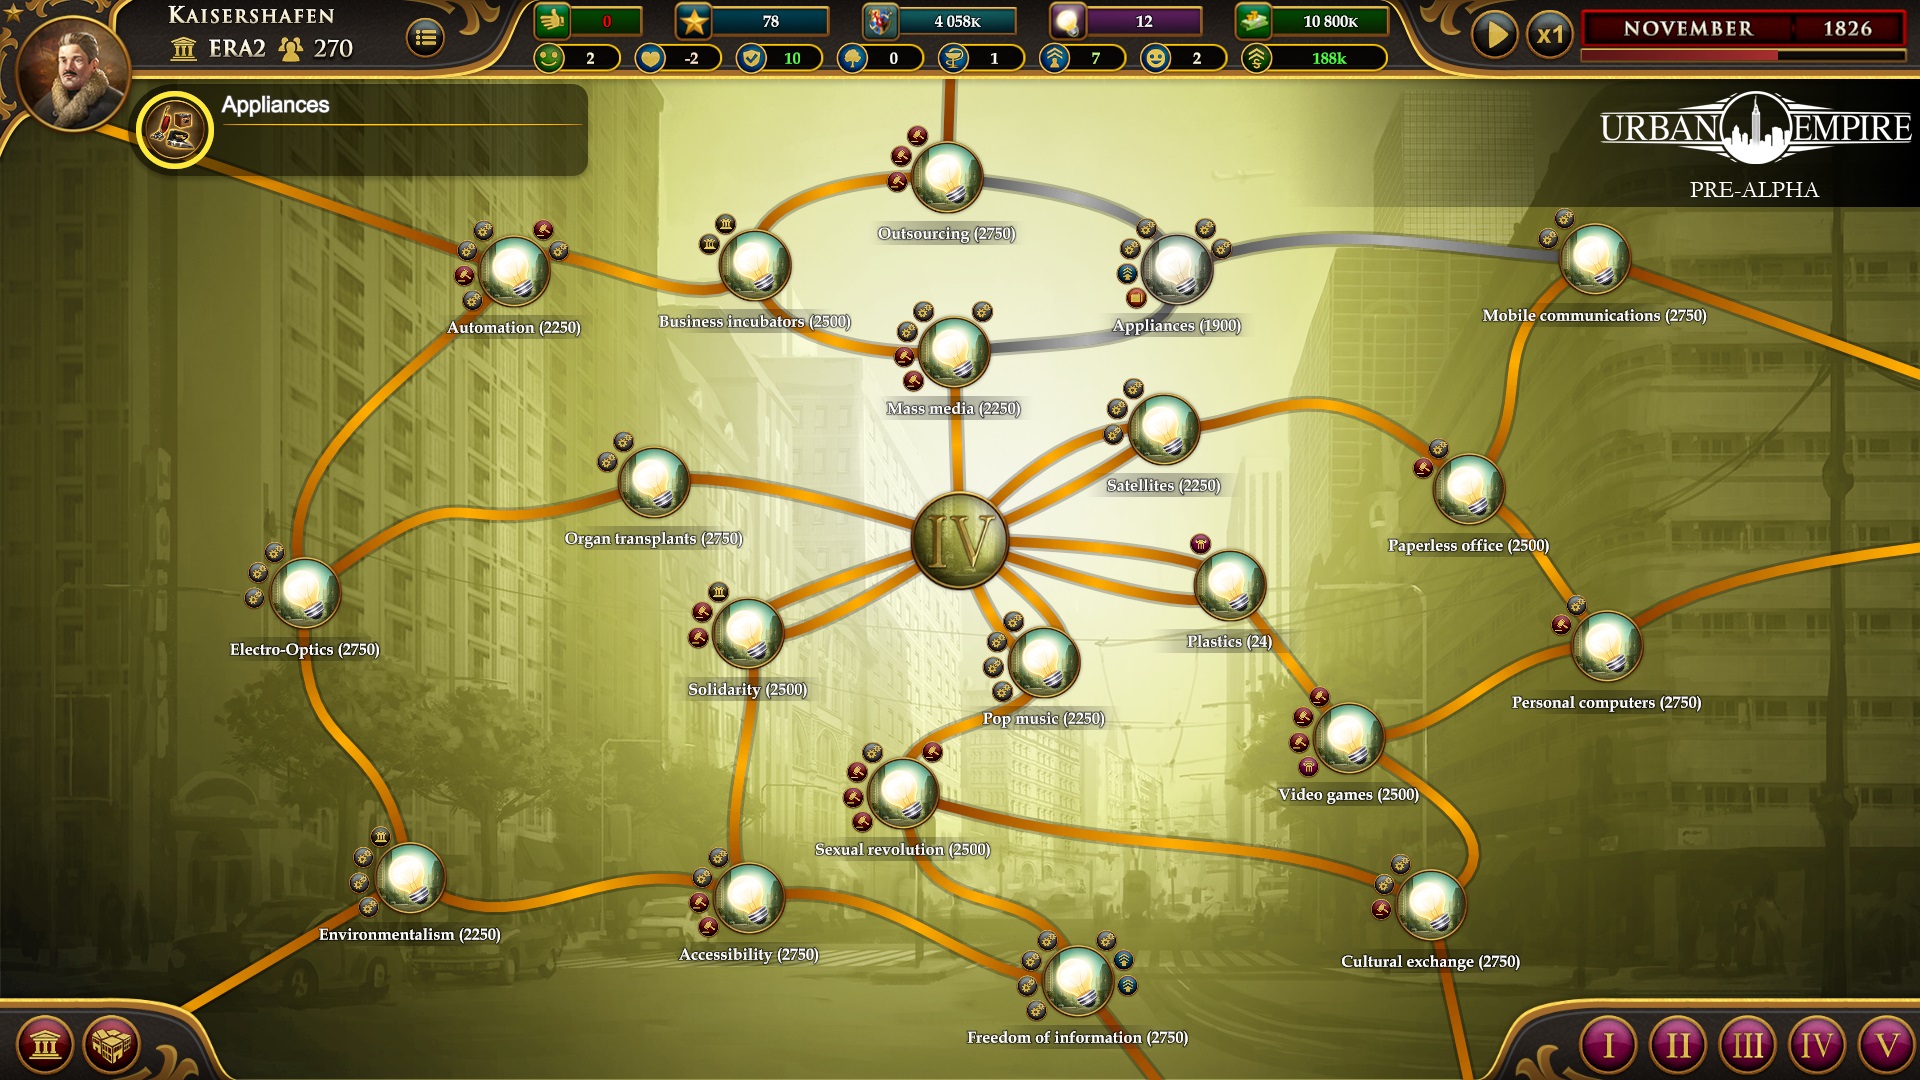 KAISERSHAFEN
ERA2 270
0
78
4 058K
12
10 800K
2
-2
10
0
1
7
2
188k
x1
NOVEMBER 1826
Appliances
URBAN EMPIRE
PRE-ALPHA
Outsourcing (2750)
Automation (2250)
Business incubators (2500)
Appliances (1900)
Mobile communications (2750)
Mass media (2250)
Satellites (2250)
Organ transplants (2750)
IV
Paperless office (2500)
Electro-Optics (2750)
Plastics (24)
Solidarity (2500)
Pop music (2250)
Personal computers (2750)
Video games (2500)
Sexual revolution (2500)
Environmentalism (2250)
Accessibility (2750)
Cultural exchange (2750)
Freedom of information (2750)
I II III IV V